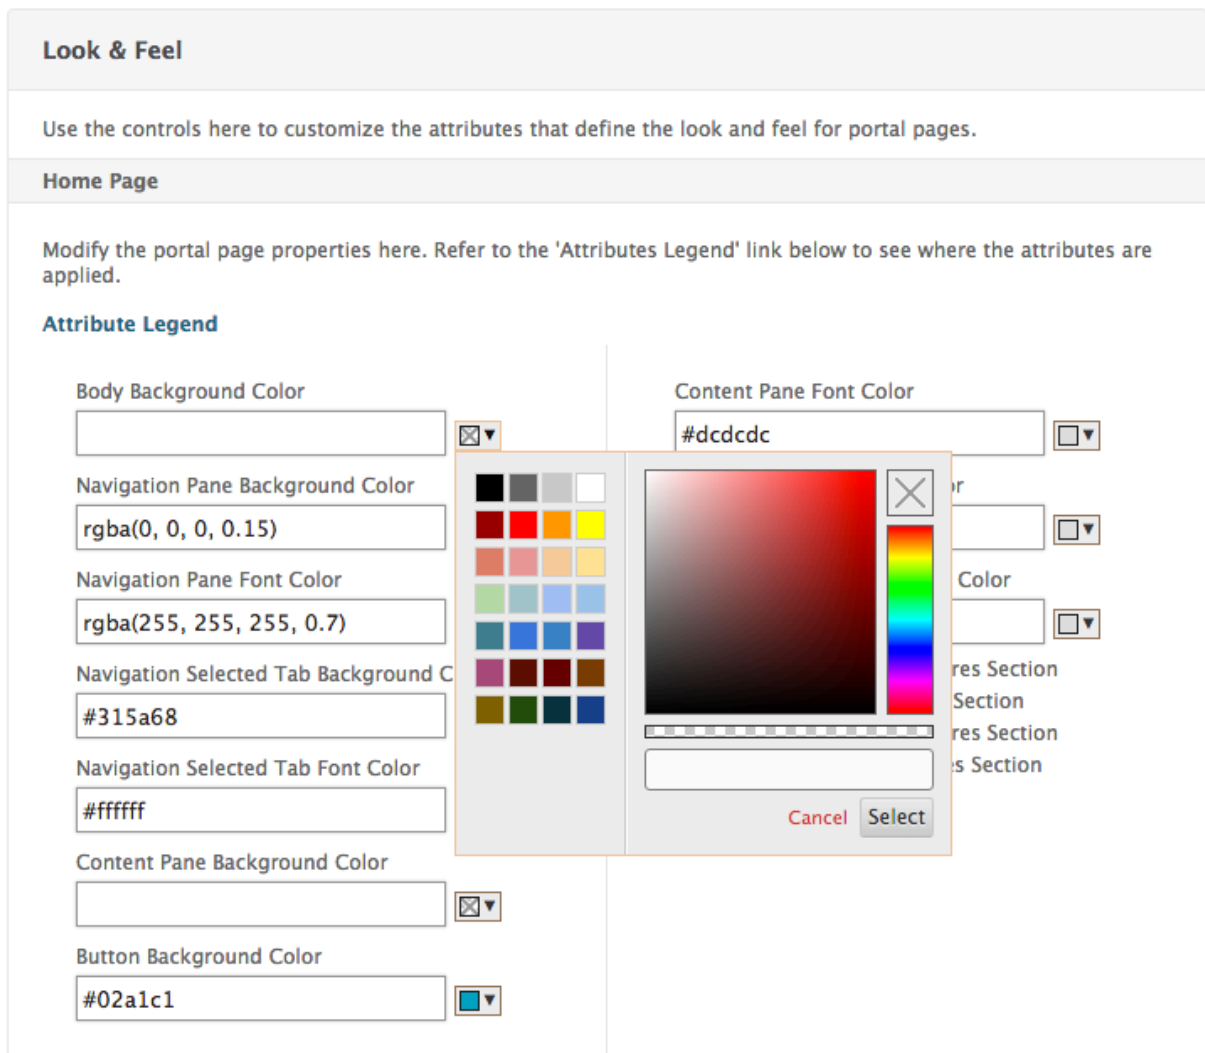 Look & Feel
Use the controls here to customize the attributes that define the look and feel for portal pages.
Home Page
Modify the portal page properties here. Refer to the 'Attributes Legend' link below to see where the attributes are
applied.
Attribute Legend
Body Background Color
Navigation Pane Background Color
rgba(0, 0, 0, 0.15)
Navigation Pane Font Color
rgba(255, 255, 255, 0.7)
Navigation Selected Tab Background C
#315a68
Navigation Selected Tab Font Color
#ffffff
Content Pane Background Color
Button Background Color
#02a1c1
Content Pane Font Color
#dcdcdc
Color
Section
Section
Section
Section
Cancel
Select